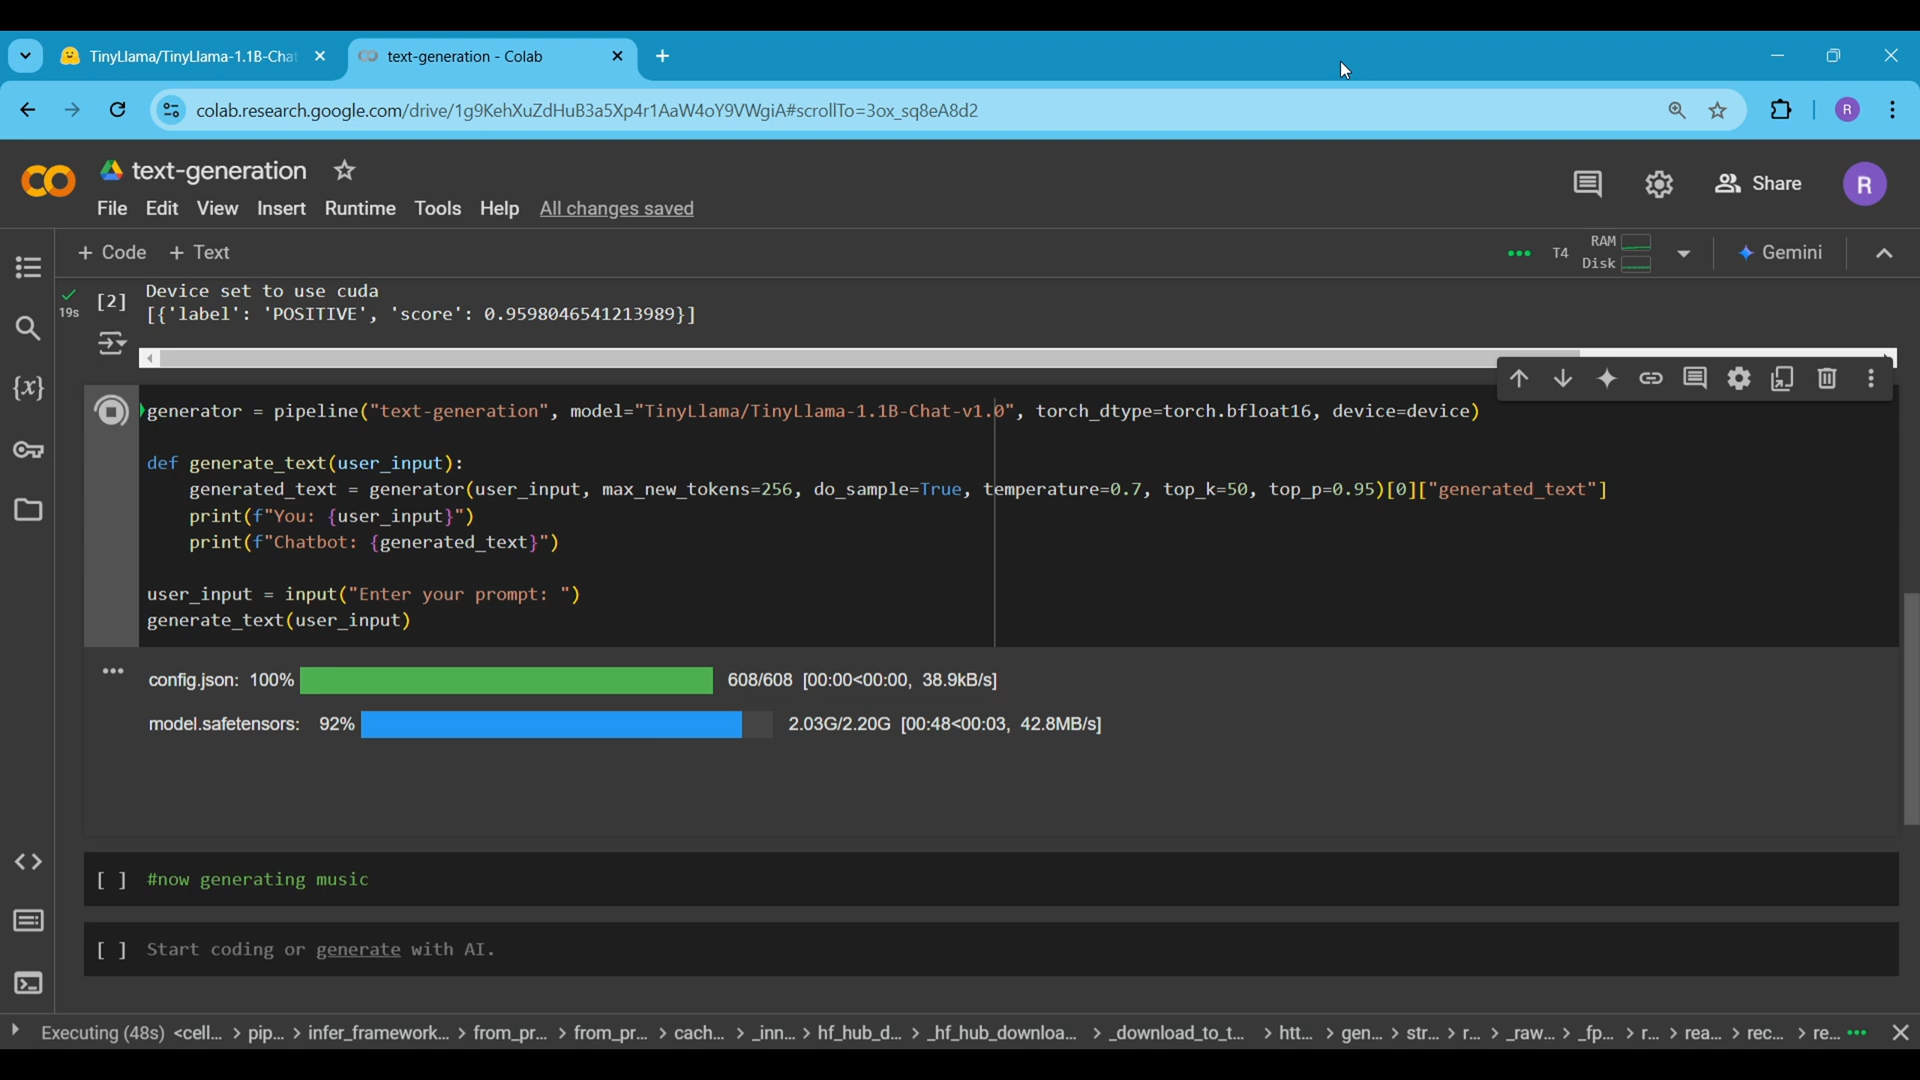 TinyLlama/TinyLlama-1.1B-Chat
text-generation - Colab
colab.research.google.com/drive/1g9KehXuZdHuB3a5Xp4r1AaW4oY9VWgiA#scrollTo=3ox_sq8eA8d2
R
text-generation
Share
R
File Edit View Insert Runtime Tools Help All changes saved
+ Code + Text
T4
RAM
Disk
Gemini
19s
[2]
Device set to use cuda
[{'label': 'POSITIVE', 'score': 0.9598046541213989}]
{x}
generator = pipeline("text-generation", model="TinyLlama/TinyLlama-1.1B-Chat-v1.0", torch_dtype=torch.bfloat16, device=device)
def generate_text(user_input):
generated_text = generator(user_input, max_new_tokens=256, do_sample=True, temperature=0.7, top_k=50, top_p=0.95)[0]["generated_text"]
print(f"You: {user_input}")
print(f"Chatbot: {generated_text}")
user_input = input("Enter your prompt: ")
generate_text(user_input)
config.json: 100% 608/608 [00:00<00:00, 38.9kB/s]
model.safetensors: 92% 2.03G/2.20G [00:48<00:03, 42.8MB/s]
[ ] #now generating music
[ ] Start coding or generate with AI.
Executing (48s) <cell... > pip... > infer_framework... > from_pr... > from_pr... > cach... > _inn... > hf_hub_d... > _hf_hub_downloa... > _download_to_t... > htt... > gen... > str... > r... > _raw... > _fp... > r... > rea... > rec... > re...